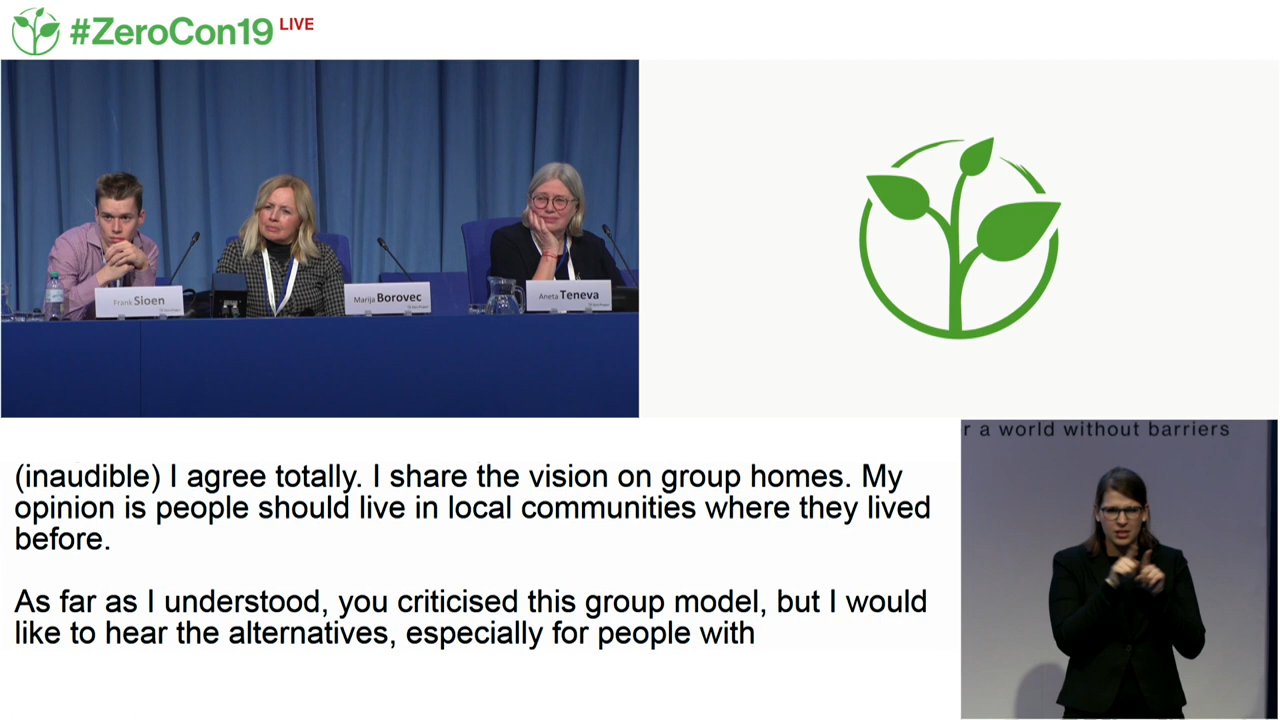 #ZeroCon19 LIVE
Frank Sioen
Marija Borovec
Aneta Teneva
r a world without barriers
(inaudible) I agree totally. I share the vision on group homes. My
opinion is people should live in local communities where they lived
before.
As far as I understood, you criticised this group model, but I would
like to hear the alternatives, especially for people with